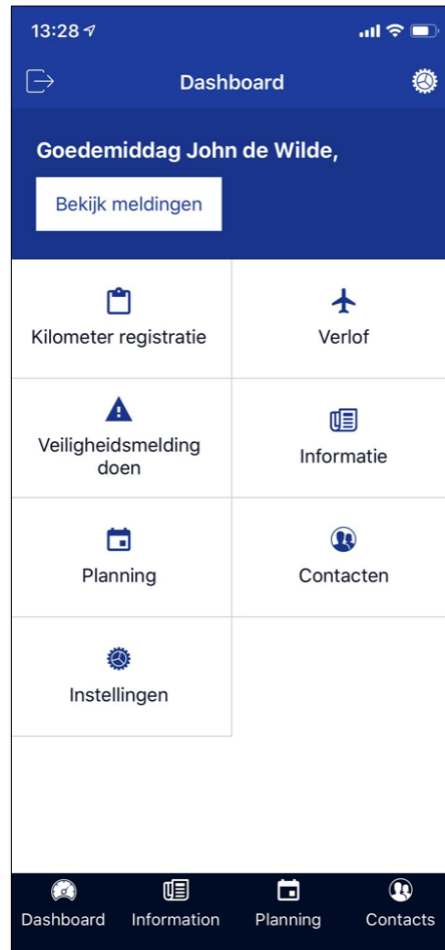 13:28
Dashboard
Goedemiddag John de Wilde,
Bekijk meldingen
Kilometer registratie
Verlof
Veiligheidsmelding
doen
Informatie
Planning
Contacten
Instellingen
Dashboard
Information
Planning
Contacts